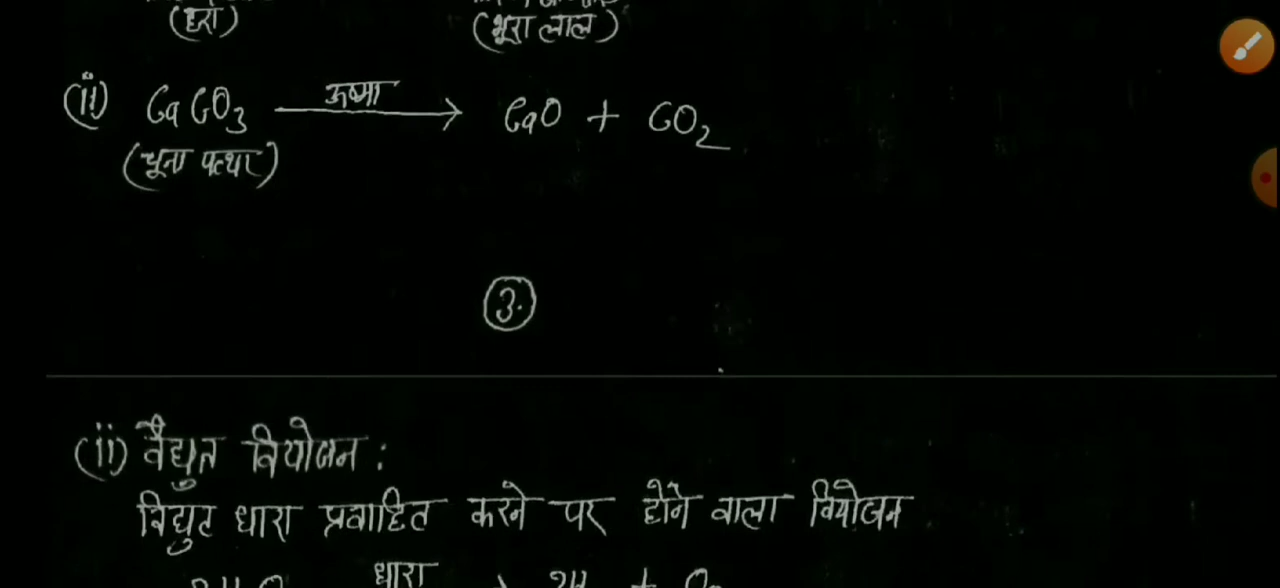 (हरा) (भूरा लाल)
(ii) CaCO₃ ऊष्मा → CaO + CO₂
(चूना पत्थर)
3.
(ii) वैद्युत वियोजन :
विद्युट धारा प्रवाहित करने पर होने वाला वियोजन
धारा